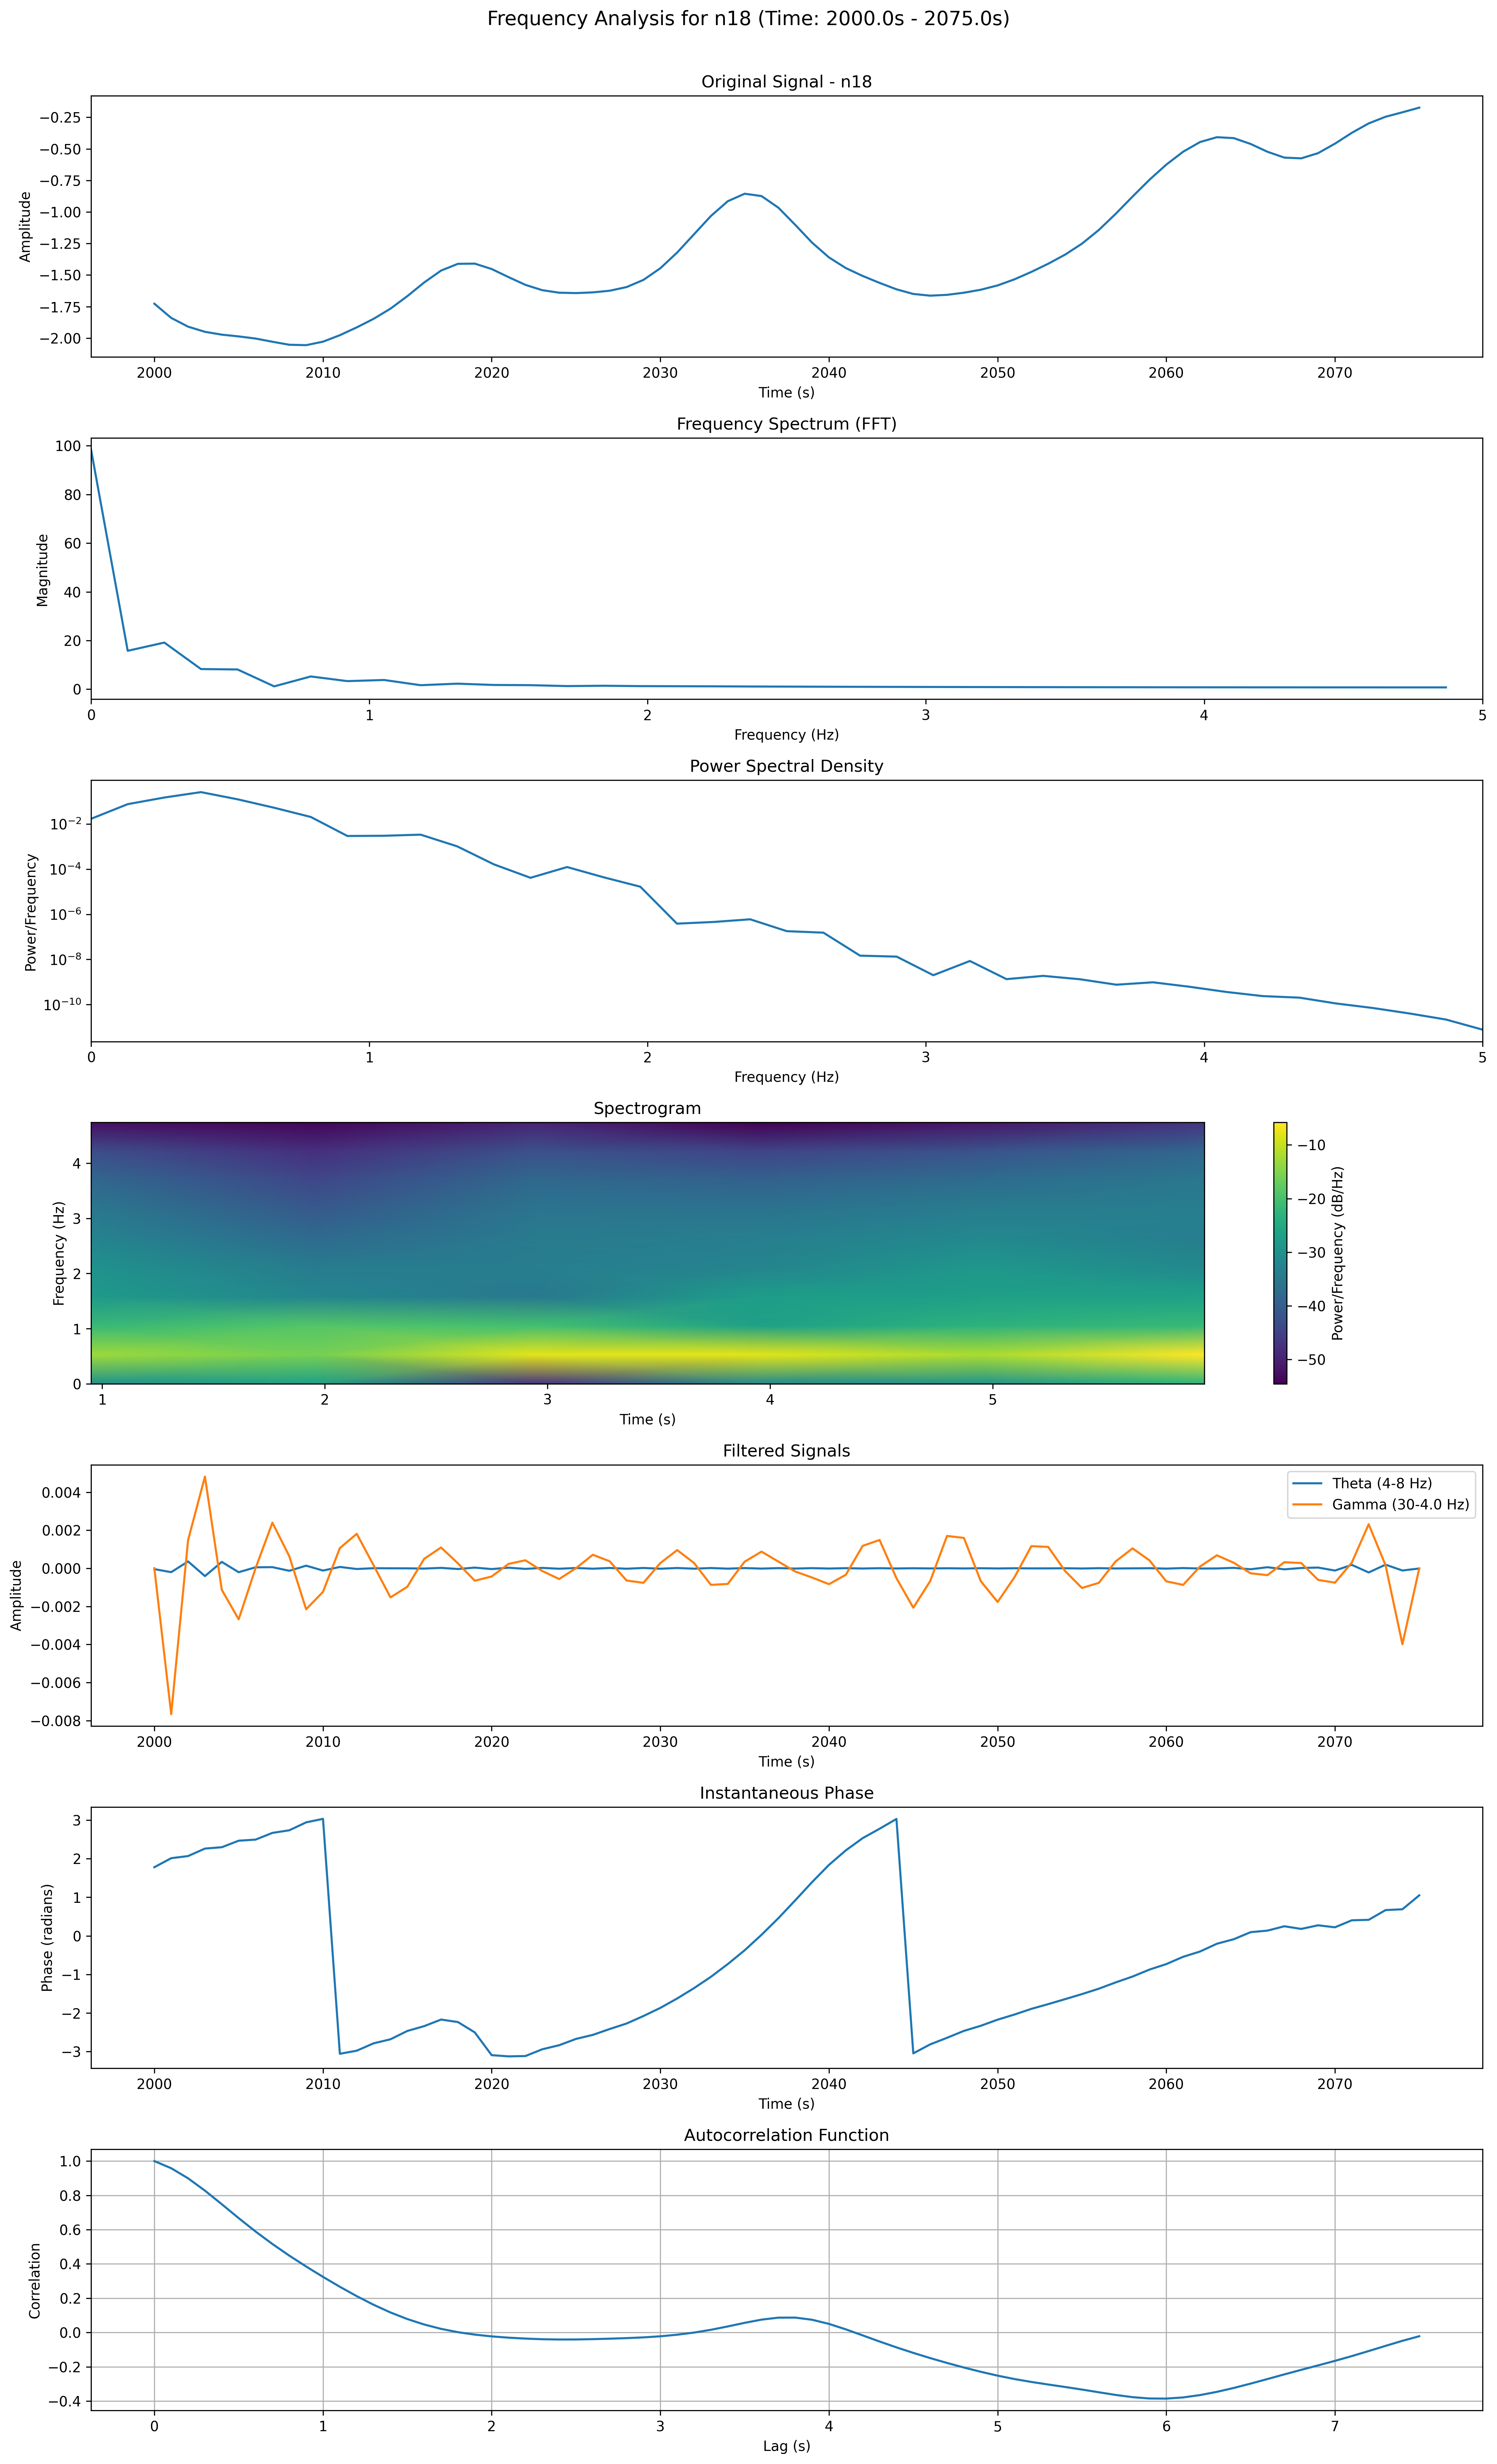 Frequency Analysis for n18 (Time: 2000.0s - 2075.0s)
Original Signal - n18
Amplitude
−0.25
−0.50
−0.75
−1.00
−1.25
−1.50
−1.75
−2.00
2000 2010 2020 2030 2040 2050 2060 2070
Time (s)
Frequency Spectrum (FFT)
Magnitude
100
80
60
40
20
0
0 1 2 3 4 5
Frequency (Hz)
Power Spectral Density
Power/Frequency
10⁻²
10⁻⁴
10⁻⁶
10⁻⁸
10⁻¹⁰
0 1 2 3 4 5
Frequency (Hz)
Spectrogram
Frequency (Hz)
4
3
2
1
0
1 2 3 4 5
Time (s)
−10
−20
−30
−40
−50
Power/Frequency (dB/Hz)
Filtered Signals
Amplitude
0.004
0.002
0.000
−0.002
−0.004
−0.006
−0.008
Theta (4-8 Hz)
Gamma (30-4.0 Hz)
2000 2010 2020 2030 2040 2050 2060 2070
Time (s)
Instantaneous Phase
Phase (radians)
3
2
1
0
−1
−2
−3
2000 2010 2020 2030 2040 2050 2060 2070
Time (s)
Autocorrelation Function
Correlation
1.0
0.8
0.6
0.4
0.2
0.0
−0.2
−0.4
0 1 2 3 4 5 6 7
Lag (s)